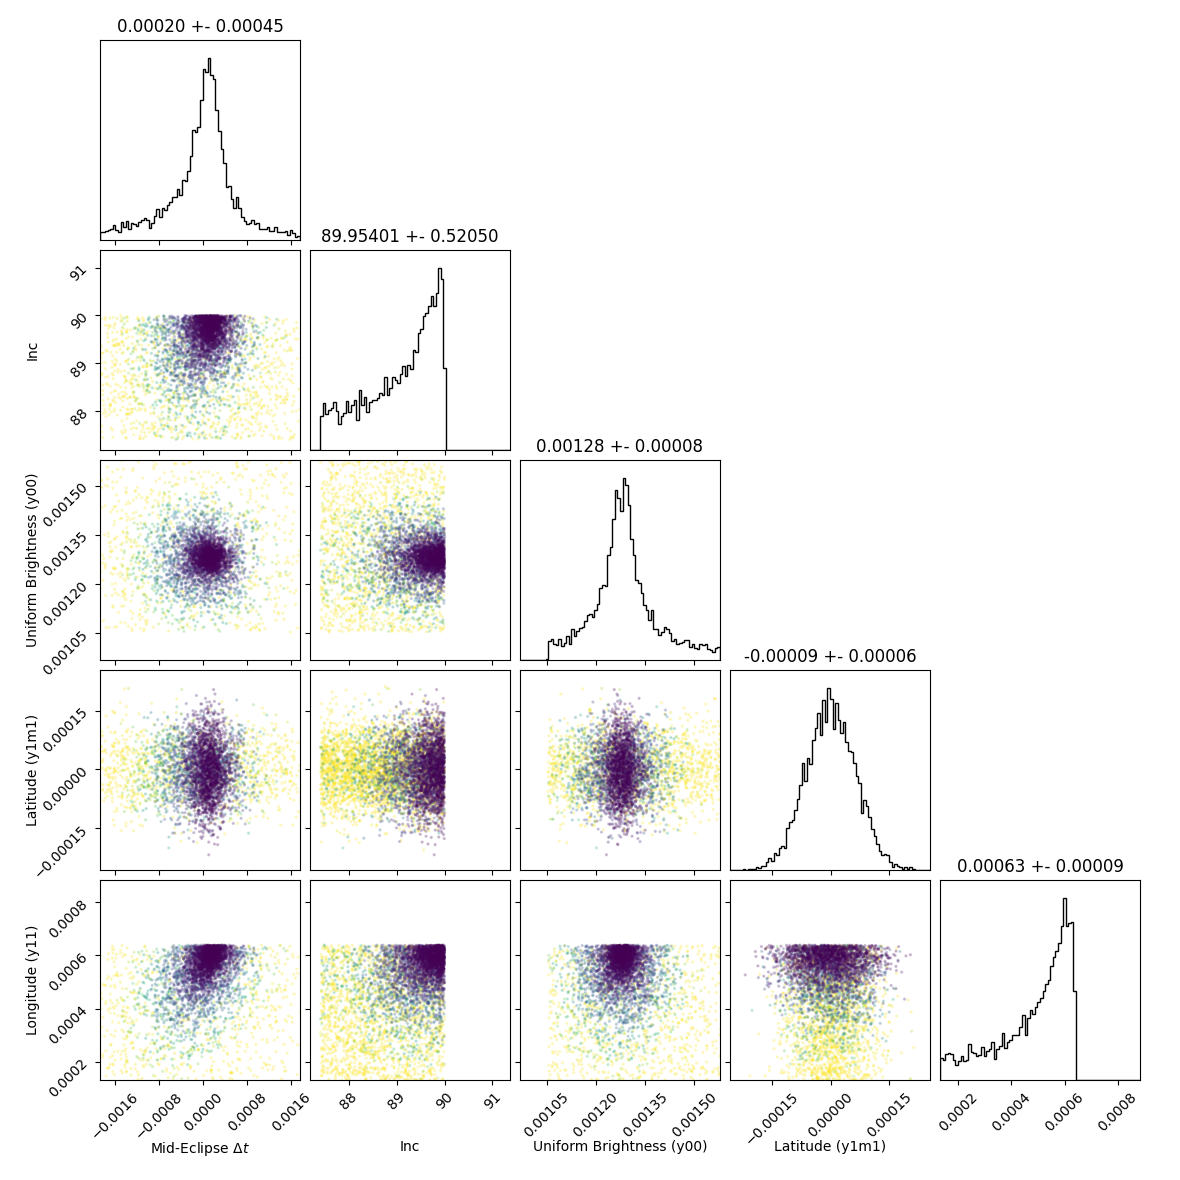 0.00020 +- 0.00045
89.95401 +- 0.52050
91
90
89
88
Inc
0.00128 +- 0.00008
0.00150
0.00135
0.00120
0.00105
Uniform Brightness (y00)
-0.00009 +- 0.00006
0.00015
0.00000
−0.00015
Latitude (y1m1)
0.00063 +- 0.00009
0.0008
0.0006
0.0004
0.0002
Longitude (y11)
−0.0016 −0.0008 0.0000 0.0008 0.0016
Mid-Eclipse Δt
88 89 90 91
Inc
0.00105 0.00120 0.00135 0.00150
Uniform Brightness (y00)
−0.00015 0.00000 0.00015
Latitude (y1m1)
0.0002 0.0004 0.0006 0.0008